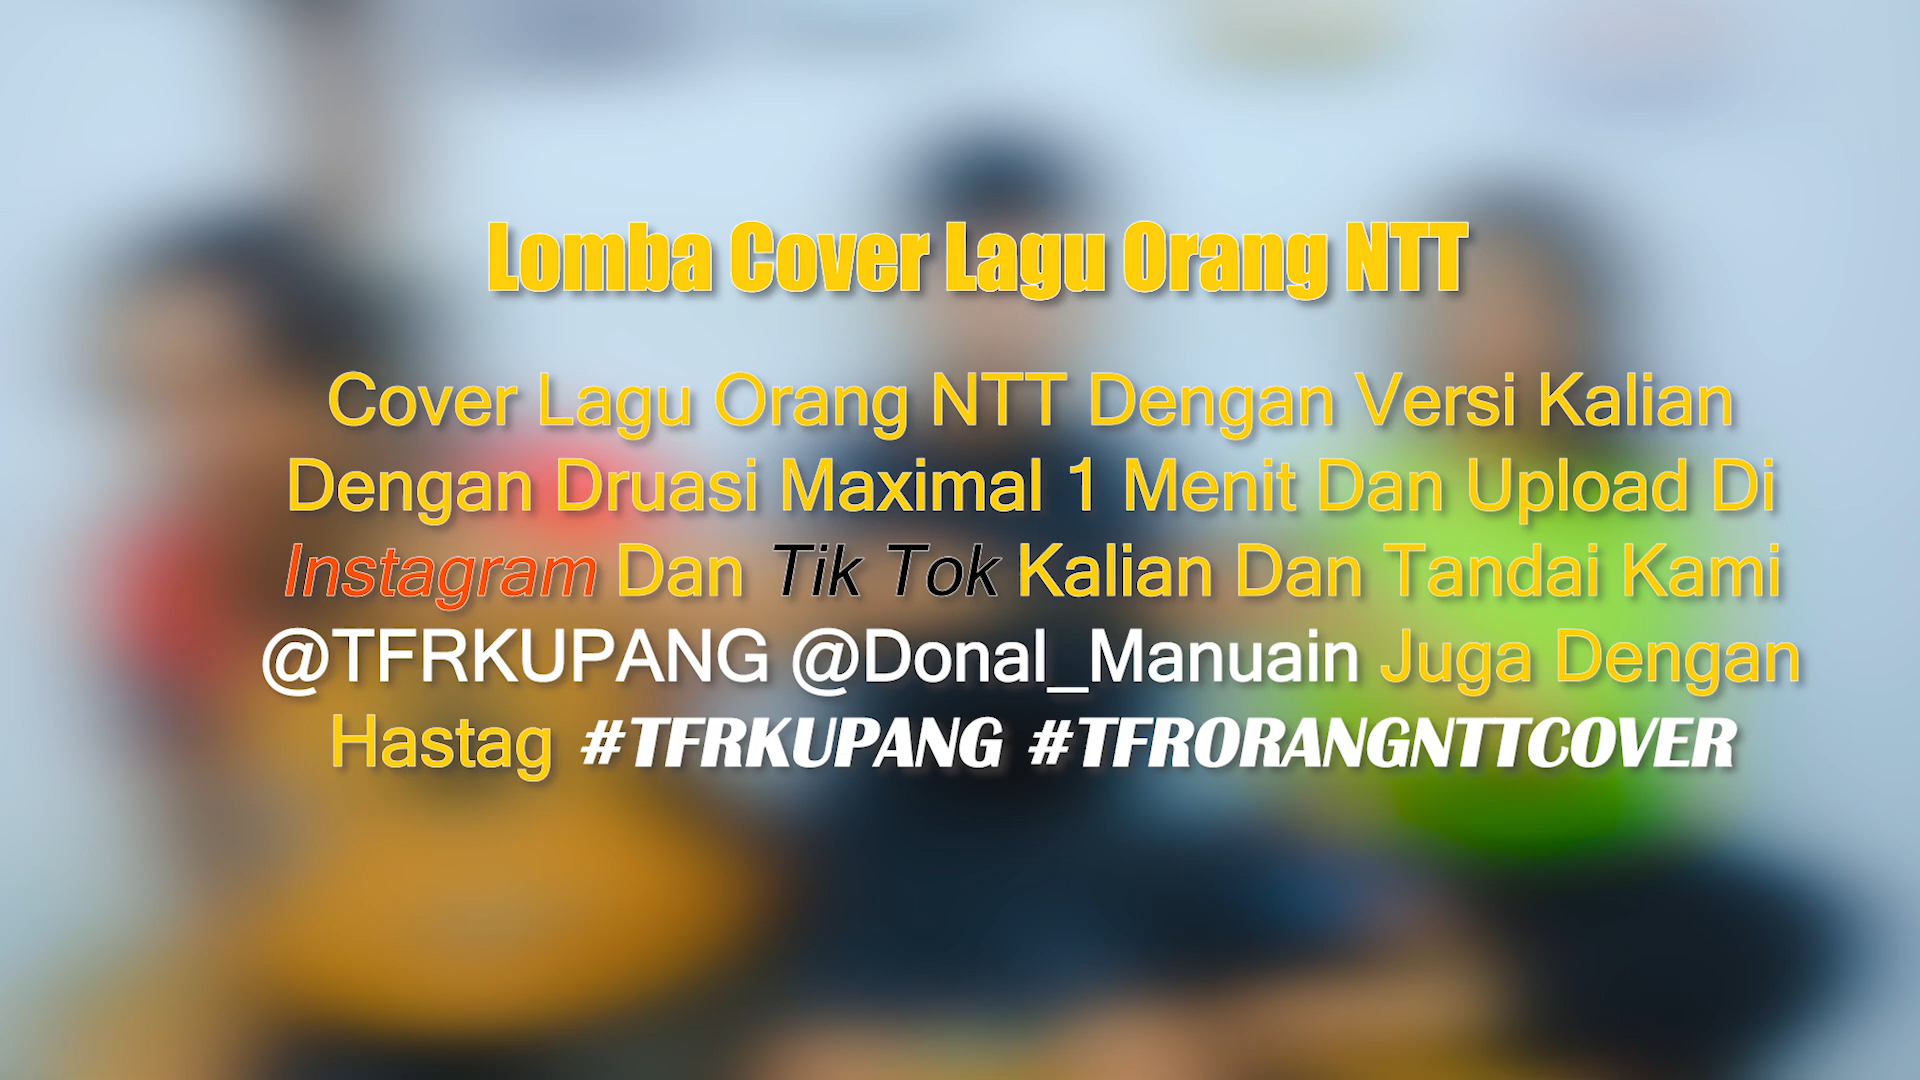 Lomba Cover Lagu Orang NTT
Cover Lagu Orang NTT Dengan Versi Kalian
Dengan Druasi Maximal 1 Menit Dan Upload Di
Instagram Dan Tik Tok Kalian Dan Tandai Kami
@TFRKUPANG @Donal_Manuain Juga Dengan
Hastag #TFRKUPANG #TFRORANGNTTCOVER